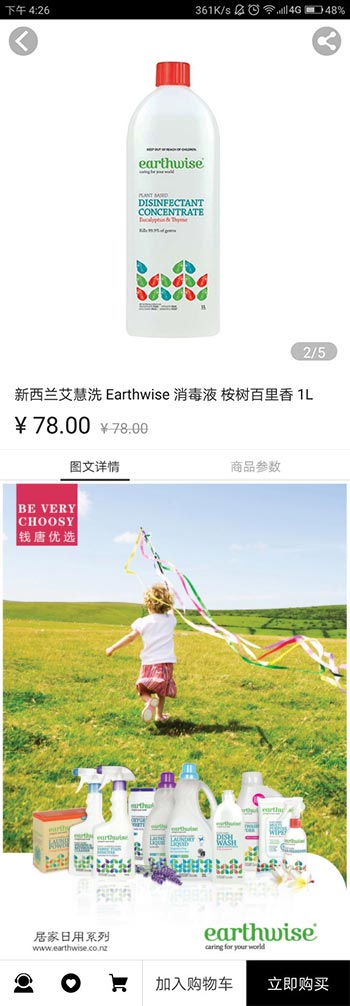 下午 4:26
361K/s
4G
48%
KEEP OUT OF REACH OF CHILDREN.
earthwise
caring for your world
PLANT BASED
DISINFECTANT
CONCENTRATE
Eucalyptus & Thyme
Kills 99.9% of germs
1L
2/5
新西兰艾慧洗 Earthwise 消毒液 桉树百里香 1L
¥ 78.00
¥ 78.00
图文详情
商品参数
BE VERY
CHOOSY
钱唐优选
earthwise
LAUNDRY
LIQUID
DISH
WASH
居家日用系列
www.earthwise.co.nz
earthwise
caring for your world
加入购物车
立即购买